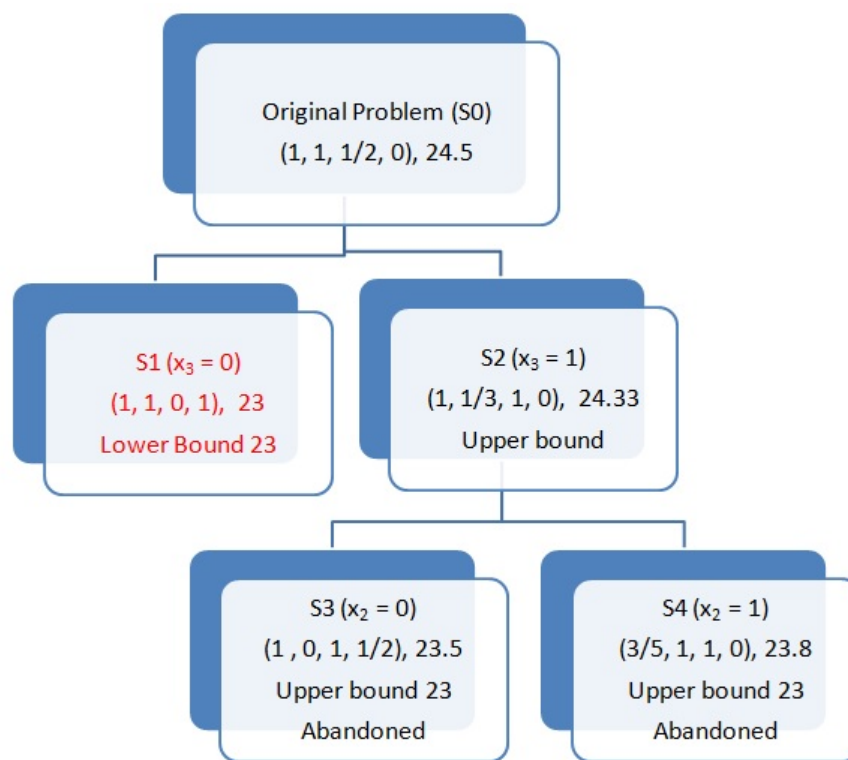 Original Problem (S0)
(1, 1, 1/2, 0), 24.5
S1 (x₃ = 0)
(1, 1, 0, 1),  23
Lower Bound 23
S2 (x₃ = 1)
(1, 1/3, 1, 0),  24.33
Upper bound
S3 (x₂ = 0)
(1 , 0, 1, 1/2), 23.5
Upper bound 23
Abandoned
S4 (x₂ = 1)
(3/5, 1, 1, 0), 23.8
Upper bound 23
Abandoned